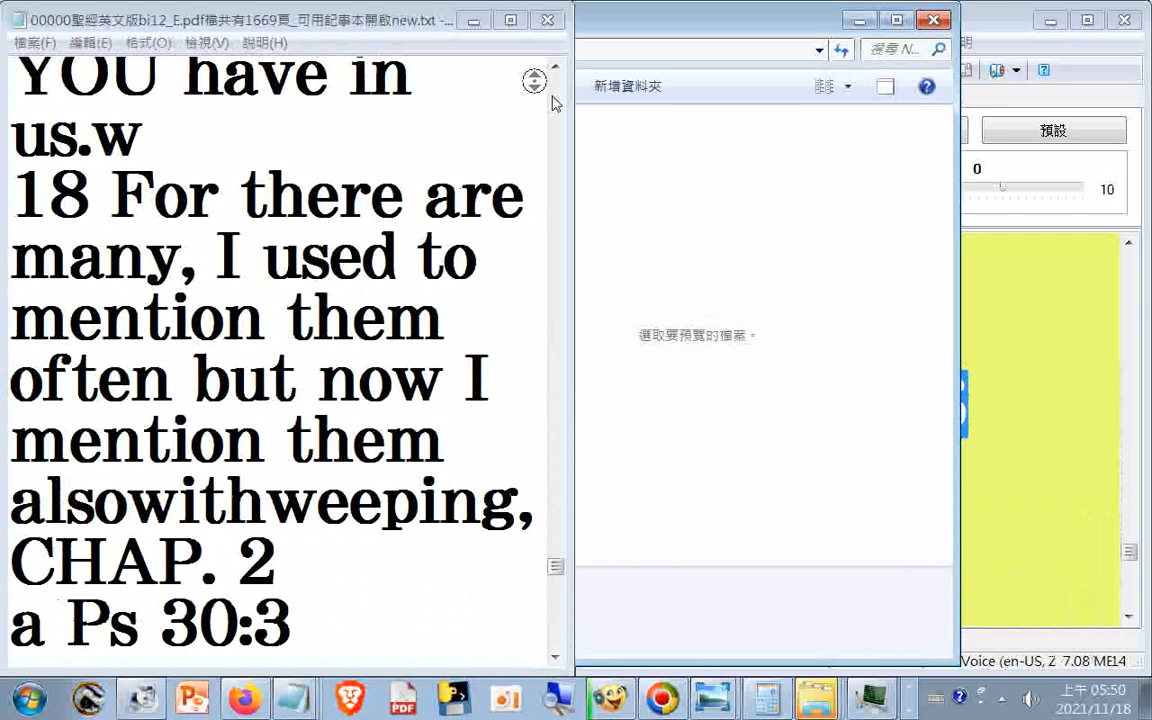 00000聖經英文版bi12_E.pdf檔共有1669頁_可用記事本開啟new.txt -...
檔案(F) 編輯(E) 格式(O) 檢視(V) 說明(H)
YOU have in
us.w
18 For there are
many, I used to
mention them
often but now I
mention them
alsowithweeping,
CHAP. 2
a Ps 30:3
搜尋 N...
新增資料夾
選取要預覽的檔案。
明
預設
0
10
Voice (en-US, Z 7.08 ME14
上午 05:50
2021/11/18